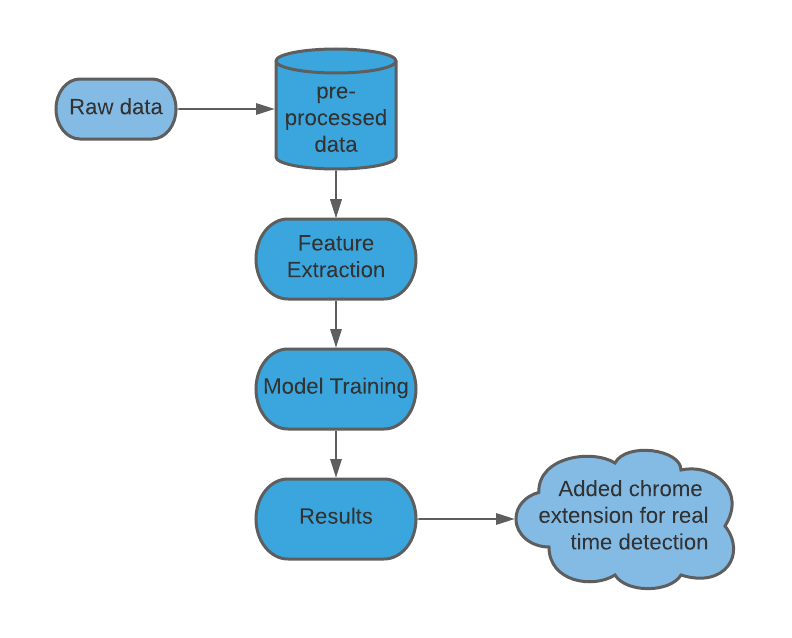 Raw data
pre-
processed
data
Feature
Extraction
Model Training
Results
Added chrome
extension for real
time detection